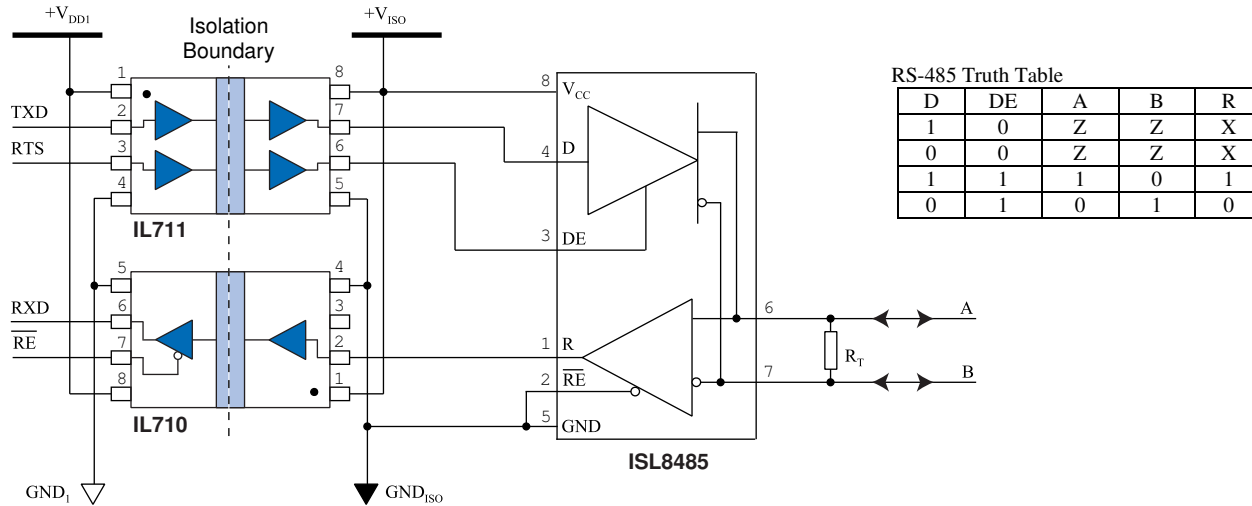 +VDD1
Isolation
Boundary
+VISO
1
8
TXD
2
7
RTS
3
6
4
5
IL711
5
4
RXD
6
3
RE
7
2
8
1
IL710
GND1
GNDISO
8
VCC
4
D
3
DE
1
R
2
RE
5
GND
6
7
ISL8485
A
RT
B
RS-485 Truth Table
D DE A B R
1 0 Z Z X
0 0 Z Z X
1 1 1 0 1
0 1 0 1 0